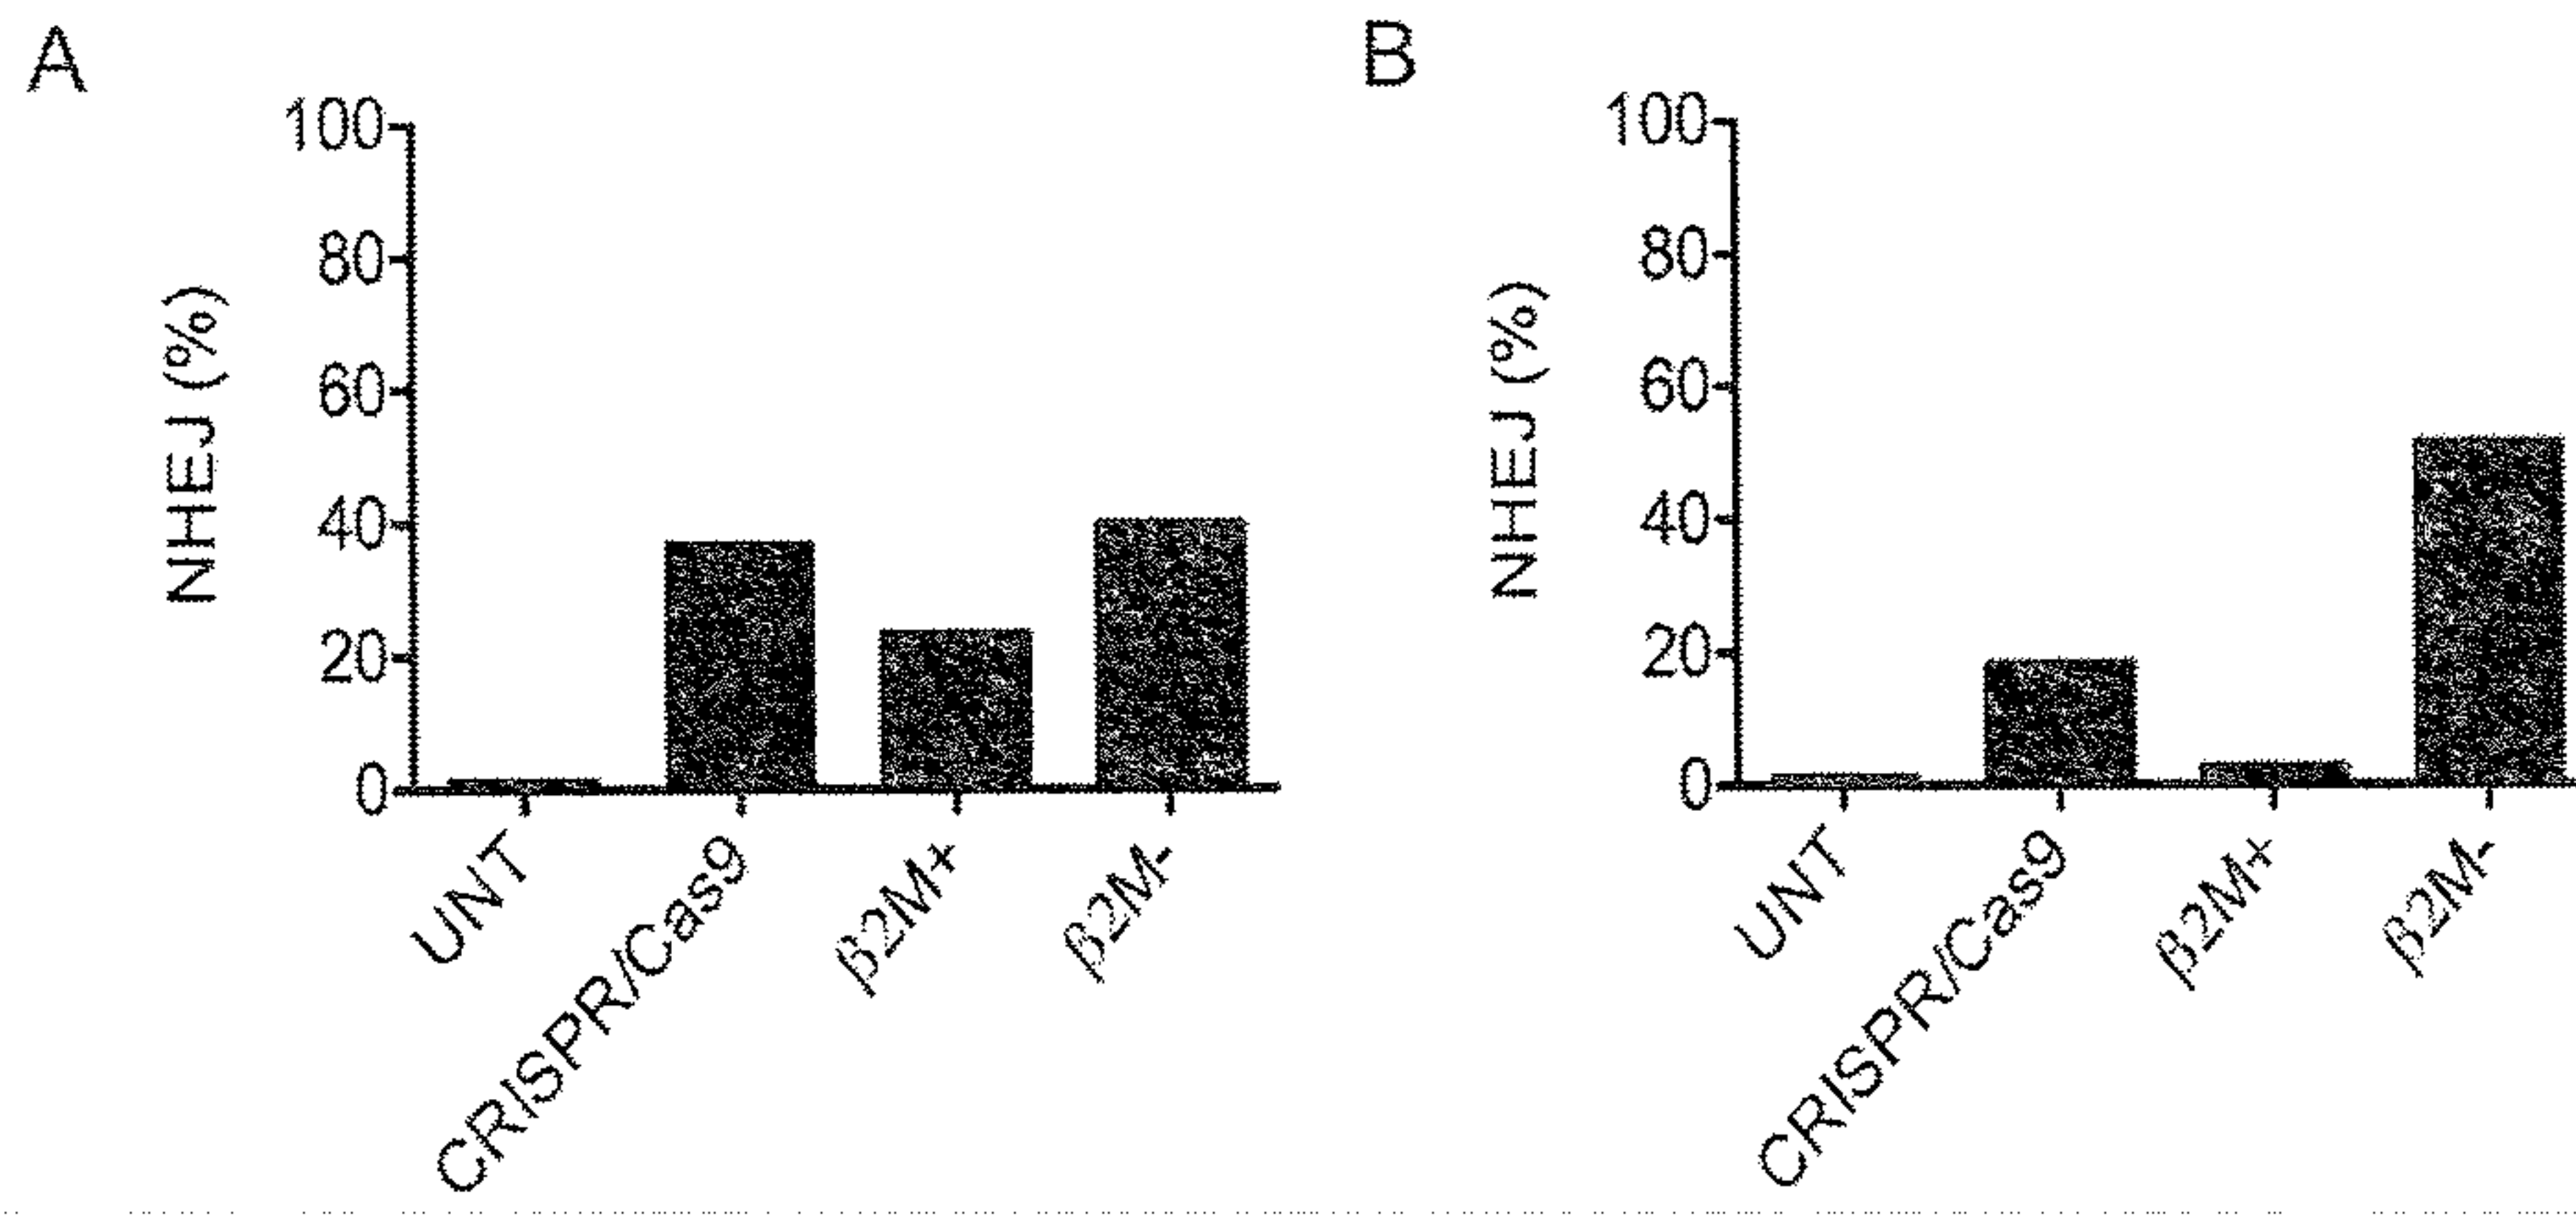 A
100
80
60
40
20
0
NHEJ (%)
UNT
CRISPR/Cas9
β2M+
β2M-
B
100
80
60
40
20
0
NHEJ (%)
UNT
CRISPR/Cas9
β2M+
β2M-